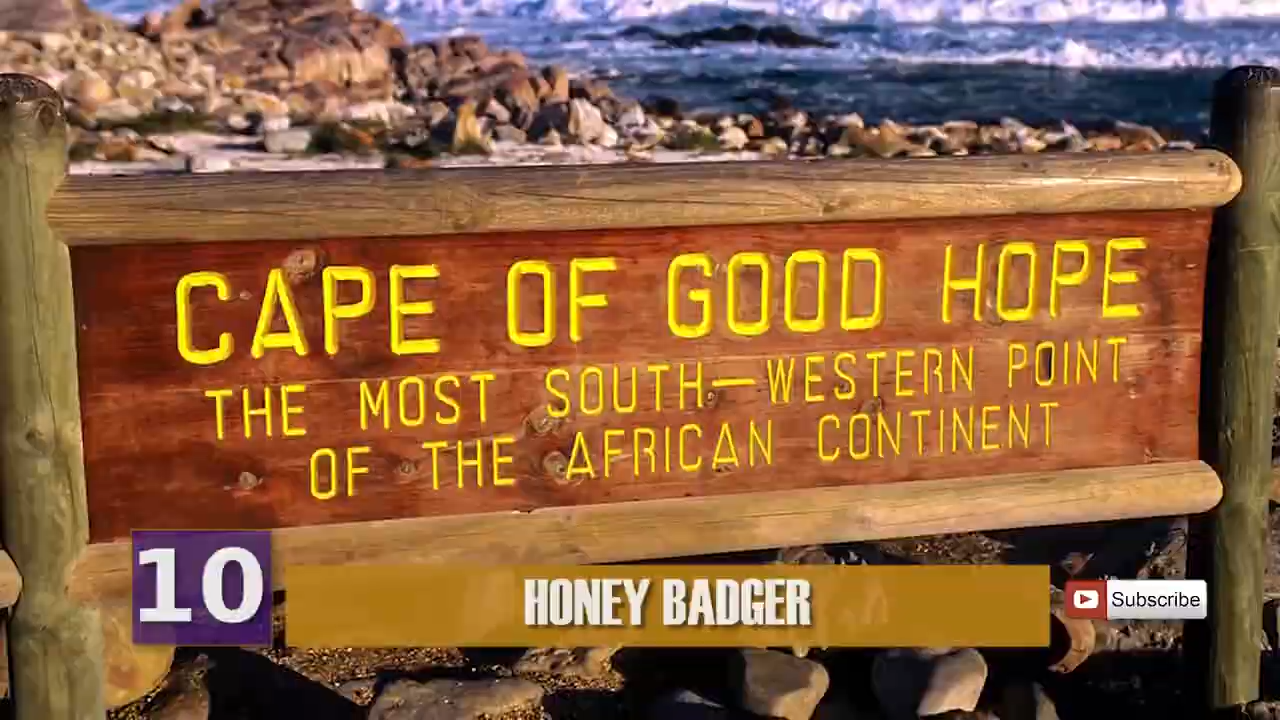 CAPE OF GOOD HOPE
THE MOST SOUTH-WESTERN POINT
OF THE AFRICAN CONTINENT
10
HONEY BADGER
Subscribe